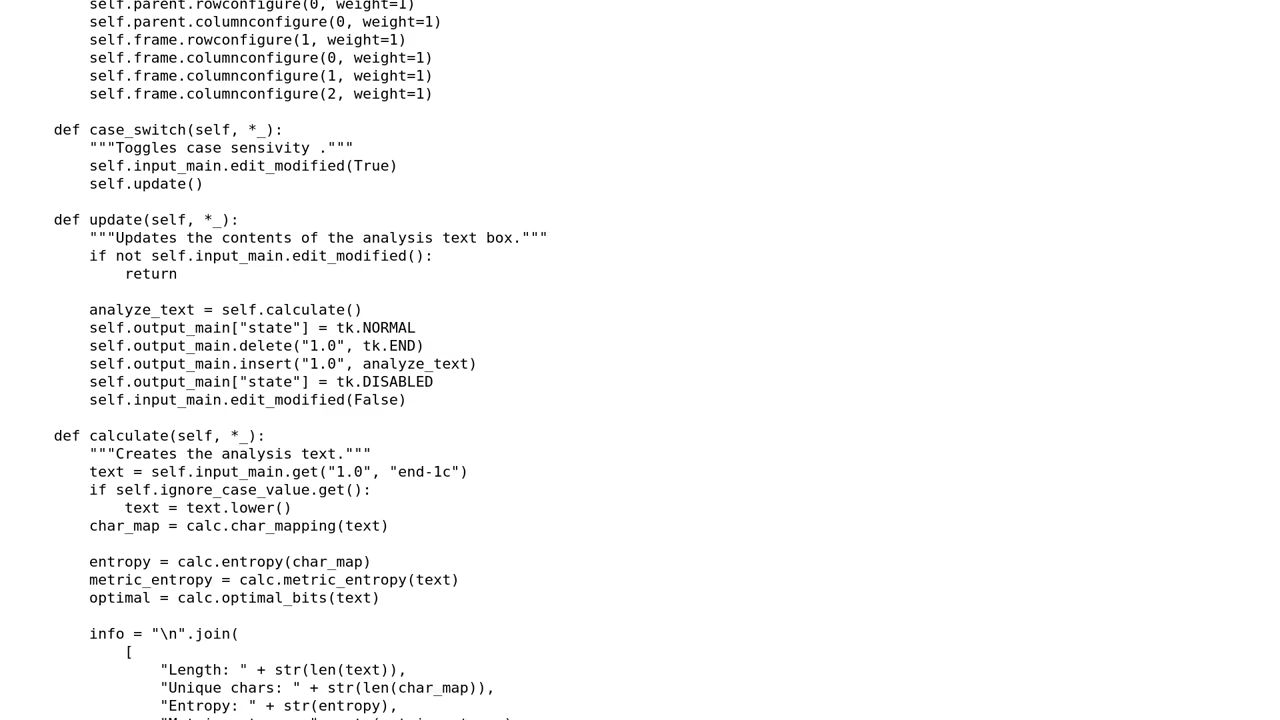 self.parent.rowconfigure(0, weight=1)
        self.parent.columnconfigure(0, weight=1)
        self.frame.rowconfigure(1, weight=1)
        self.frame.columnconfigure(0, weight=1)
        self.frame.columnconfigure(1, weight=1)
        self.frame.columnconfigure(2, weight=1)

    def case_switch(self, *_):
        """Toggles case sensivity ."""
        self.input_main.edit_modified(True)
        self.update()

    def update(self, *_):
        """Updates the contents of the analysis text box."""
        if not self.input_main.edit_modified():
            return

        analyze_text = self.calculate()
        self.output_main["state"] = tk.NORMAL
        self.output_main.delete("1.0", tk.END)
        self.output_main.insert("1.0", analyze_text)
        self.output_main["state"] = tk.DISABLED
        self.input_main.edit_modified(False)

    def calculate(self, *_):
        """Creates the analysis text."""
        text = self.input_main.get("1.0", "end-1c")
        if self.ignore_case_value.get():
            text = text.lower()
        char_map = calc.char_mapping(text)

        entropy = calc.entropy(char_map)
        metric_entropy = calc.metric_entropy(text)
        optimal = calc.optimal_bits(text)

        info = "\n".join(
            [
                "Length: " + str(len(text)),
                "Unique chars: " + str(len(char_map)),
                "Entropy: " + str(entropy),